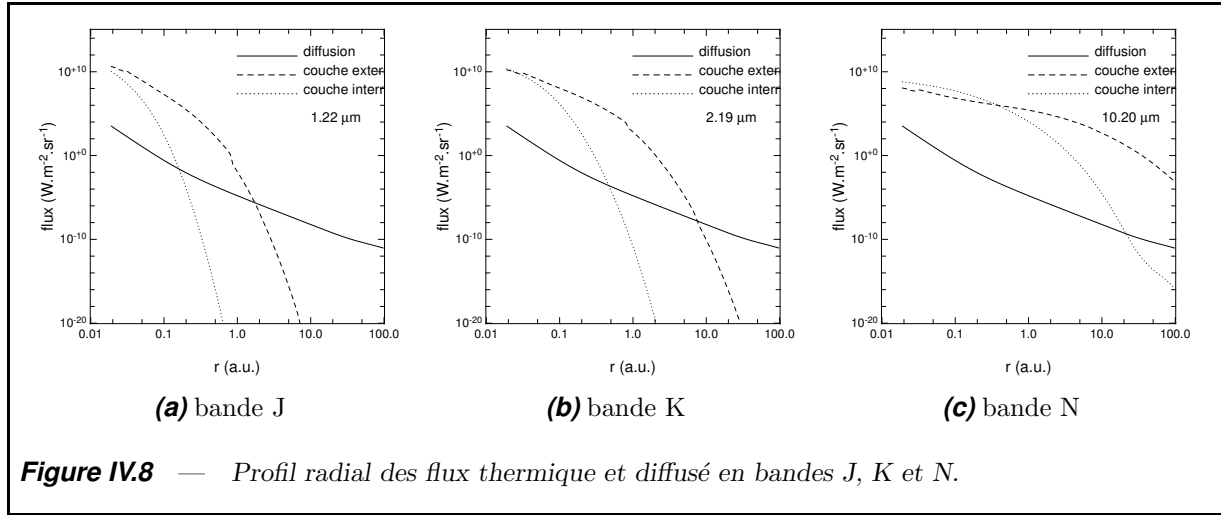 diffusion
couche exter
couche intern
1.22 μm
10+10
10+0
10-10
10-20
flux (W.m-2.sr-1)
0.01 0.1 1.0 10.0 100.0
r (a.u.)
(a) bande J
diffusion
couche exter
couche intern
2.19 μm
10+10
10+0
10-10
10-20
flux (W.m-2.sr-1)
0.01 0.1 1.0 10.0 100.0
r (a.u.)
(b) bande K
diffusion
couche exter
couche intern
10.20 μm
10+10
10+0
10-10
10-20
flux (W.m-2.sr-1)
0.01 0.1 1.0 10.0 100.0
r (a.u.)
(c) bande N
Figure IV.8 — Profil radial des flux thermique et diffusé en bandes J, K et N.